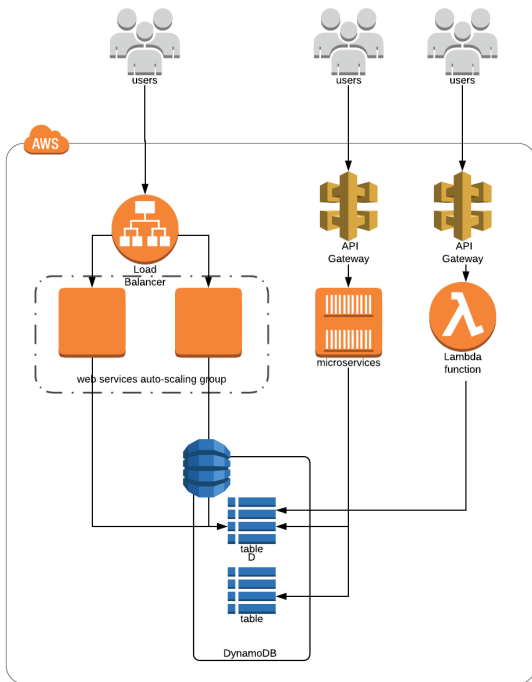 users
users
users
AWS
Load
Balancer
API
Gateway
API
Gateway
web services auto-scaling group
microservices
Lambda
function
table
D
table
DynamoDB